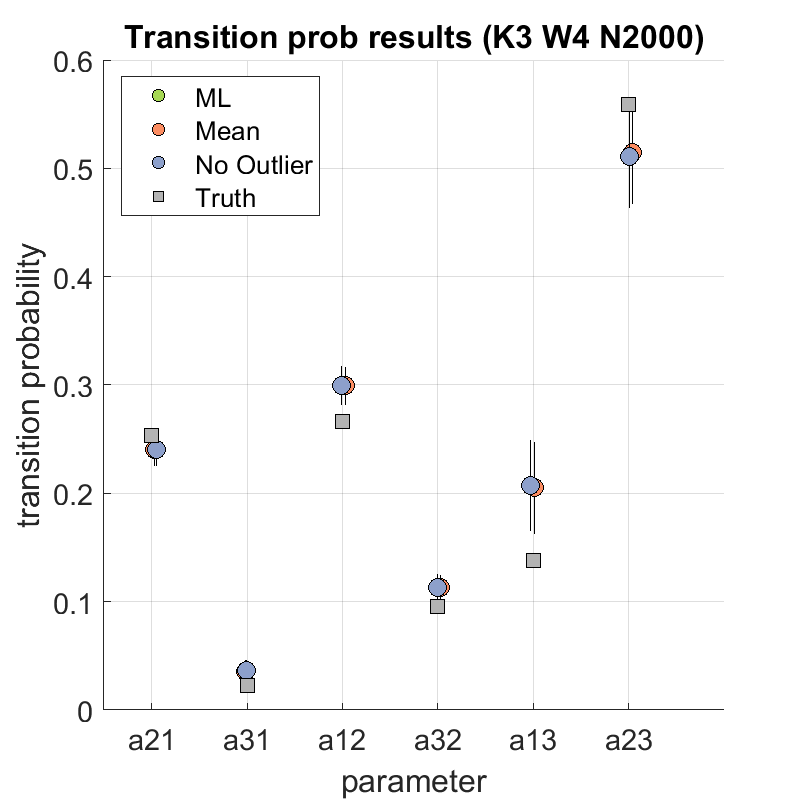 Transition prob results (K3 W4 N2000)
ML
Mean
No Outlier
Truth
transition probability
0.6
0.5
0.4
0.3
0.2
0.1
0
a21 a31 a12 a32 a13 a23
parameter